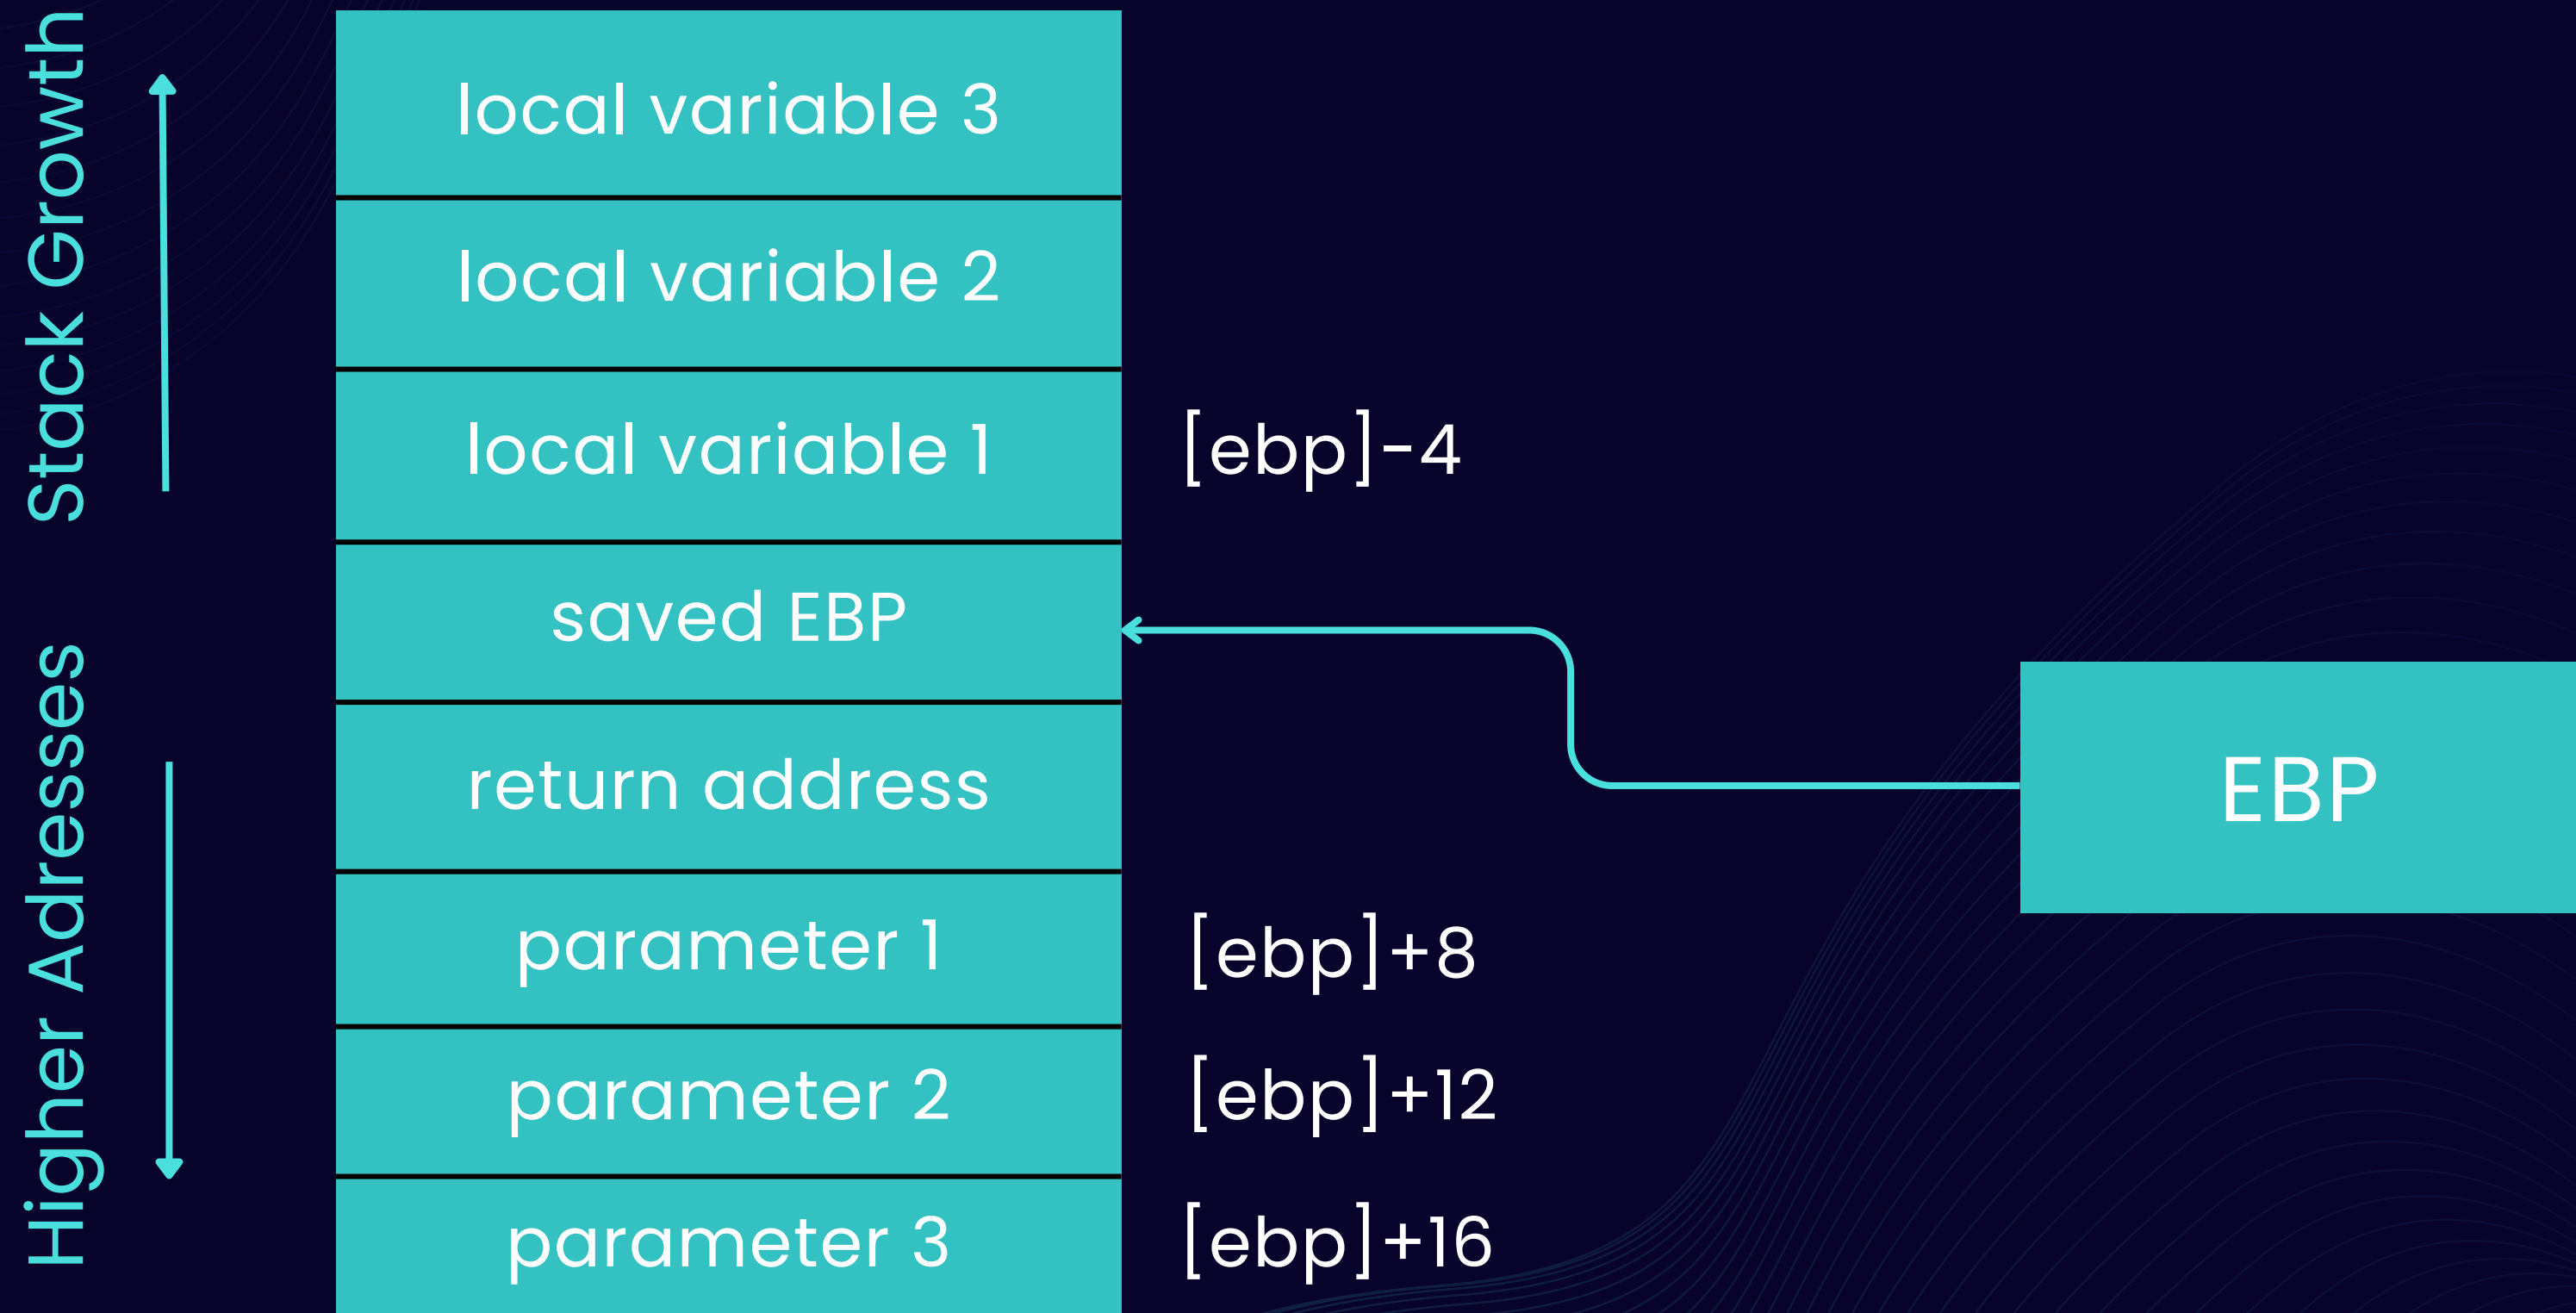 Stack Growth
Higher Adresses
local variable 3
local variable 2
local variable 1
[ebp]-4
saved EBP
return address
EBP
parameter 1
[ebp]+8
parameter 2
[ebp]+12
parameter 3
[ebp]+16